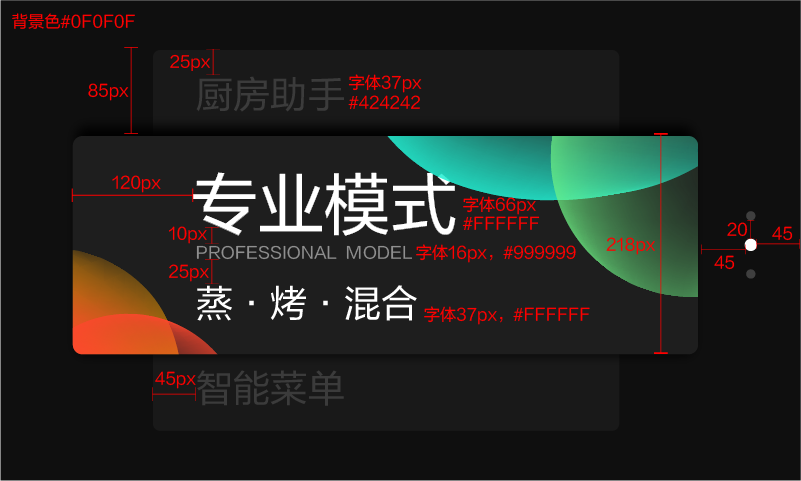 背景色#0F0F0F
25px
厨房助手
字体37px
#424242
85px
120px
专业模式
字体66px
#FFFFFF
10px
PROFESSIONAL MODEL
字体16px，#999999
218px
20
45
45
25px
蒸·烤·混合
字体37px，#FFFFFF
45px
智能菜单